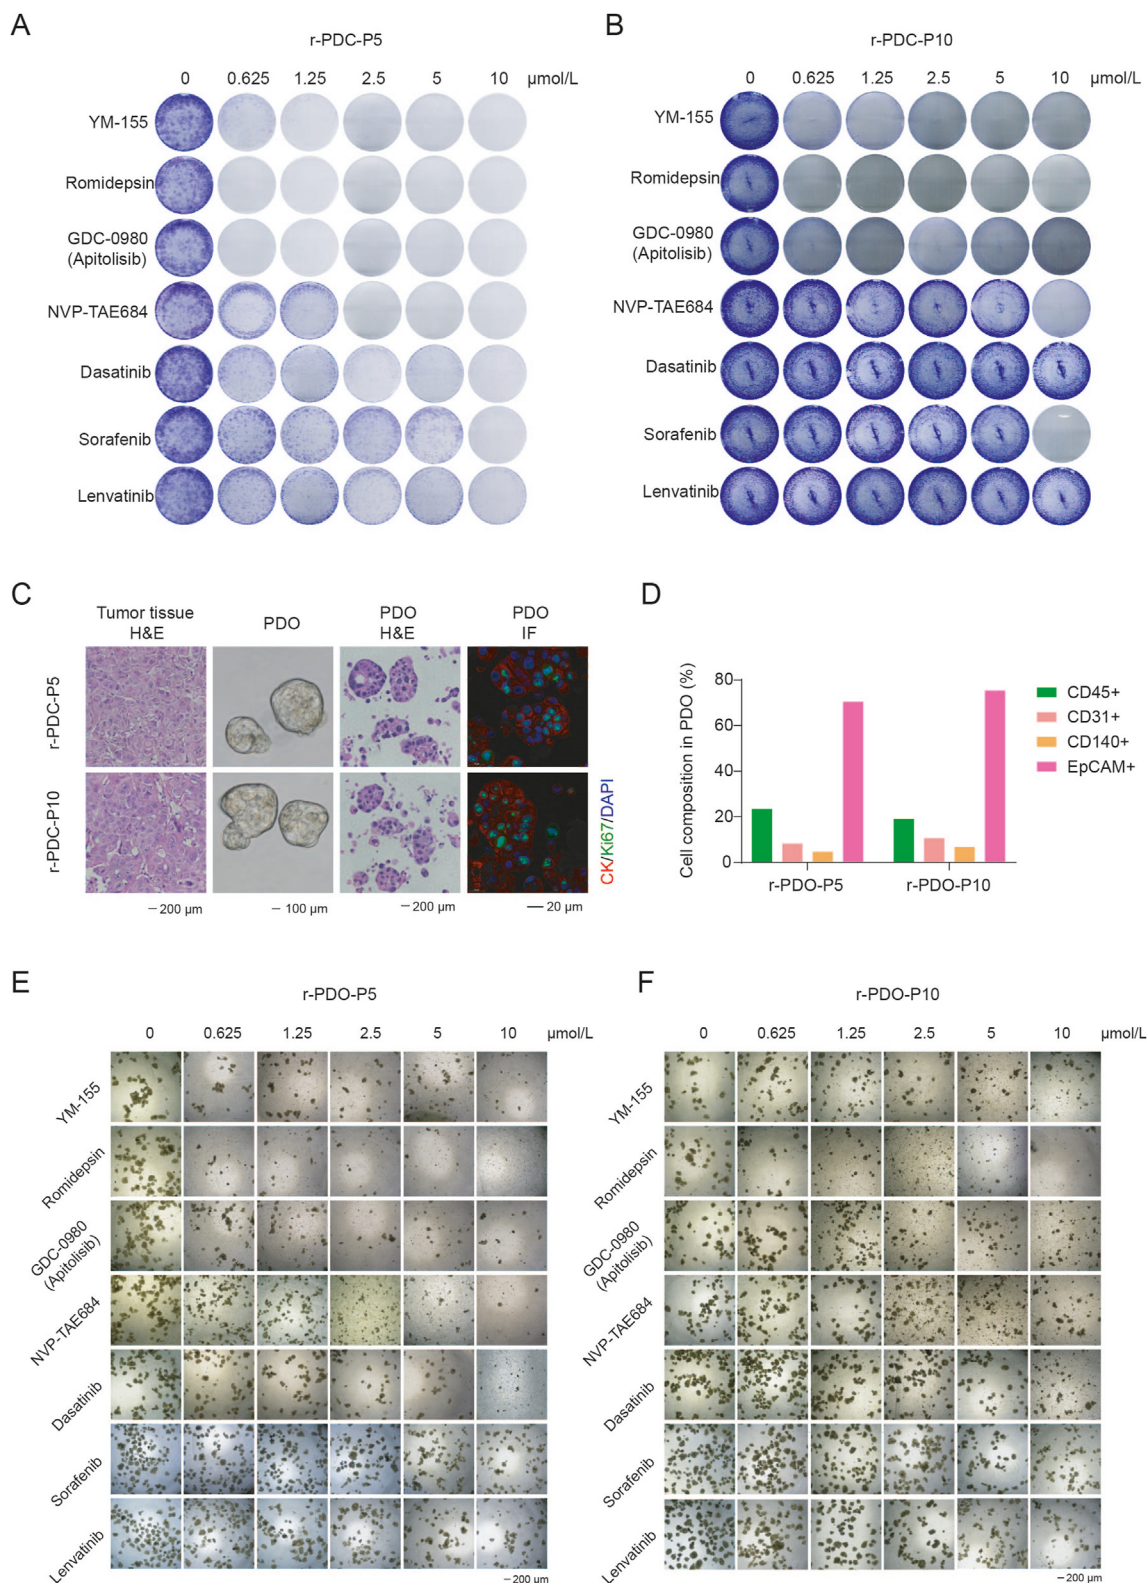 A
r-PDC-P5
0 0.625 1.25 2.5 5 10 μmol/L
YM-155
Romidepsin
GDC-0980
(Apitolisib)
NVP-TAE684
Dasatinib
Sorafenib
Lenvatinib
B
r-PDC-P10
0 0.625 1.25 2.5 5 10 μmol/L
YM-155
Romidepsin
GDC-0980
(Apitolisib)
NVP-TAE684
Dasatinib
Sorafenib
Lenvatinib
C
Tumor tissue
H&E
PDO
PDO
H&E
PDO
IF
r-PDC-P5
r-PDC-P10
CK/Ki67/DAPI
200 μm
100 μm
200 μm
20 μm
D
Cell composition in PDO (%)
80
60
40
20
0
r-PDO-P5
r-PDO-P10
CD45+
CD31+
CD140+
EpCAM+
E
r-PDO-P5
0 0.625 1.25 2.5 5 10 μmol/L
YM-155
Romidepsin
GDC-0980
(Apitolisib)
NVP-TAE684
Dasatinib
Sorafenib
Lenvatinib
200 μm
F
r-PDO-P10
0 0.625 1.25 2.5 5 10 μmol/L
YM-155
Romidepsin
GDC-0980
(Apitolisib)
NVP-TAE684
Dasatinib
Sorafenib
Lenvatinib
200 μm